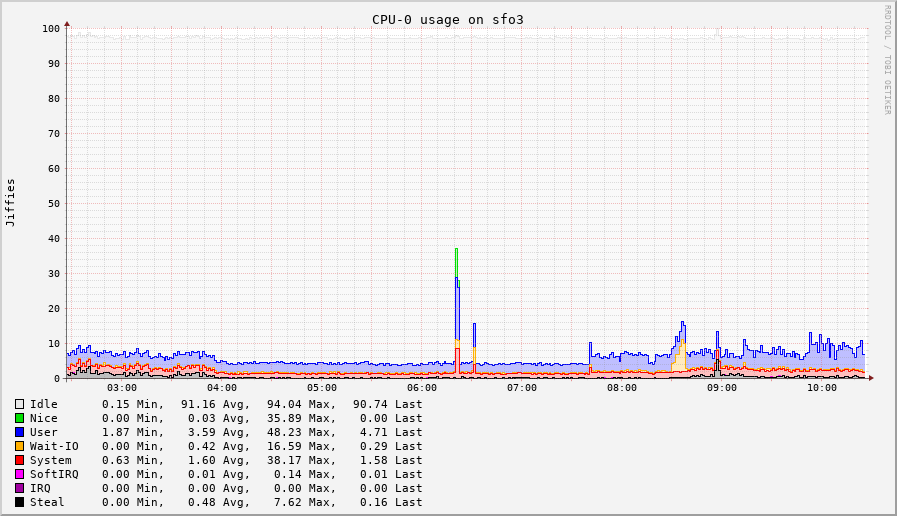 CPU-0 usage on sfo3
RRDTOOL / TOBI OETIKER
Jiffies
100
90
80
70
60
50
40
30
20
10
0
03:00 04:00 05:00 06:00 07:00 08:00 09:00 10:00
Idle 0.15 Min, 91.16 Avg, 94.04 Max, 90.74 Last
Nice 0.00 Min, 0.03 Avg, 35.89 Max, 0.00 Last
User 1.87 Min, 3.59 Avg, 48.23 Max, 4.71 Last
Wait-IO 0.00 Min, 0.42 Avg, 16.59 Max, 0.29 Last
System 0.63 Min, 1.60 Avg, 38.17 Max, 1.58 Last
SoftIRQ 0.00 Min, 0.01 Avg, 0.14 Max, 0.01 Last
IRQ 0.00 Min, 0.00 Avg, 0.00 Max, 0.00 Last
Steal 0.00 Min, 0.48 Avg, 7.62 Max, 0.16 Last